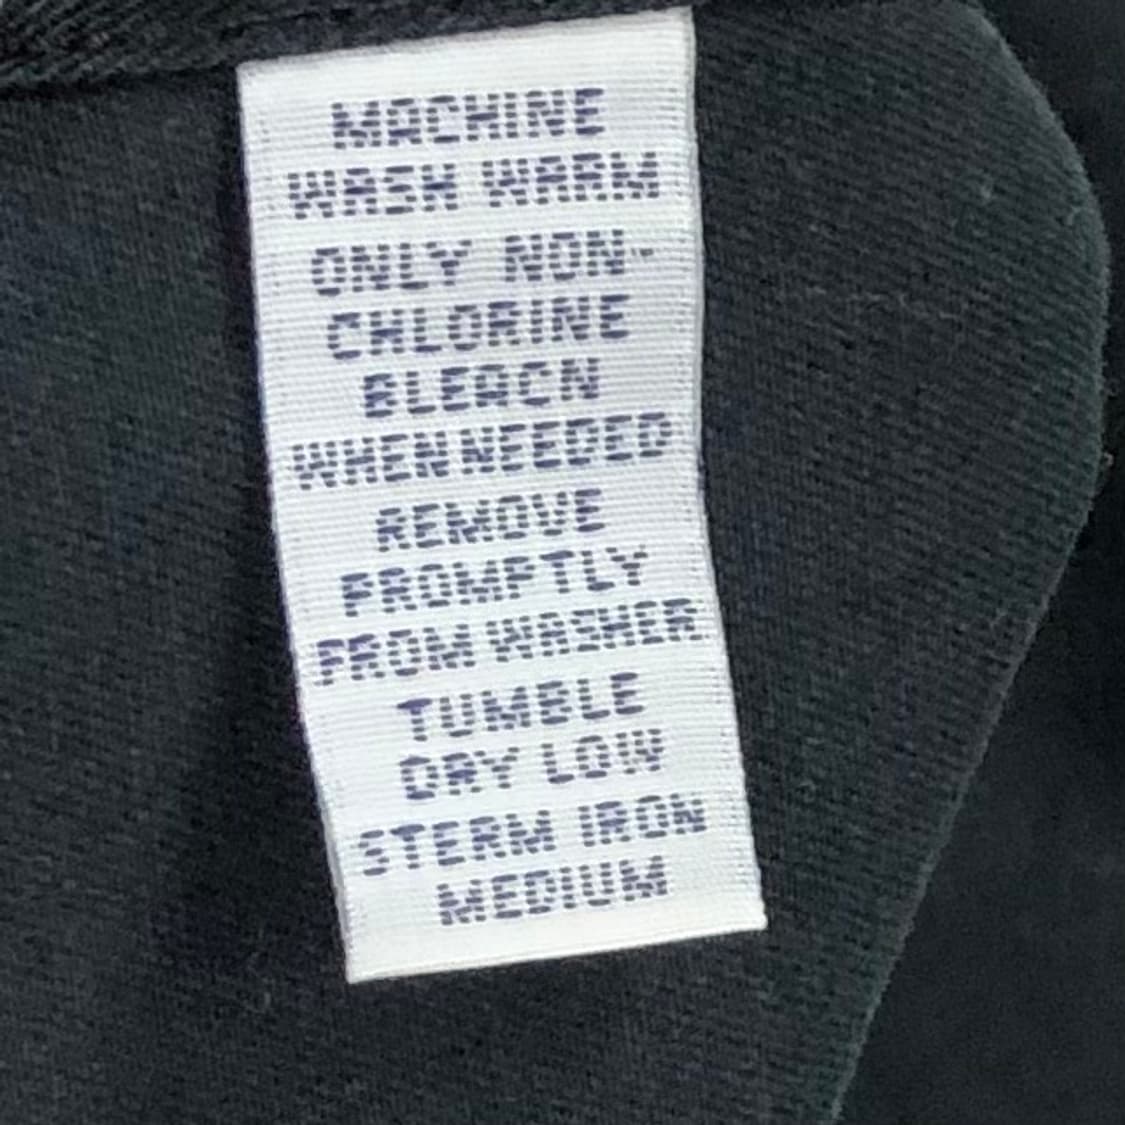 MACHINE
WASH WARM
ONLY NON-
CHLORINE
BLEACN
WHEN NEEDED
REMOVE
PROMPTLY
FROM WASHER
TUMBLE
DRY LOW
STERM IRON
MEDIUM